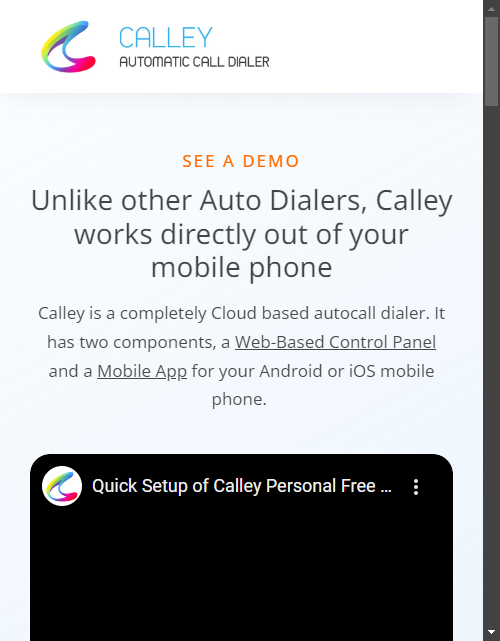 CALLEY
AUTOMATIC CALL DIALER
SEE A DEMO
Unlike other Auto Dialers, Calley
works directly out of your
mobile phone
Calley is a completely Cloud based autocall dialer. It
has two components, a Web-Based Control Panel
and a Mobile App for your Android or iOS mobile
phone.
Quick Setup of Calley Personal Free ...